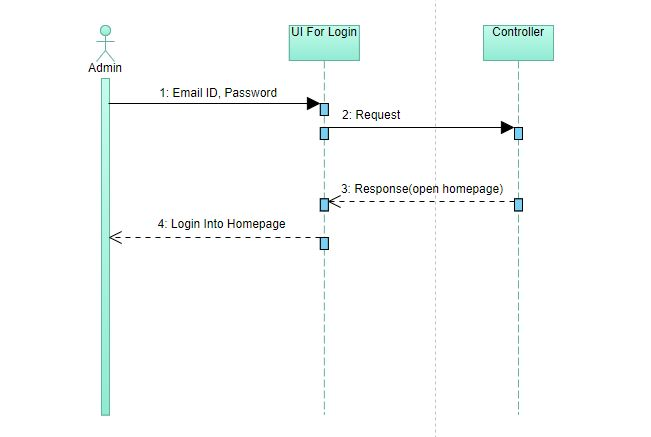 UI For Login
Controller
Admin
1: Email ID, Password
2: Request
3: Response(open homepage)
4: Login Into Homepage